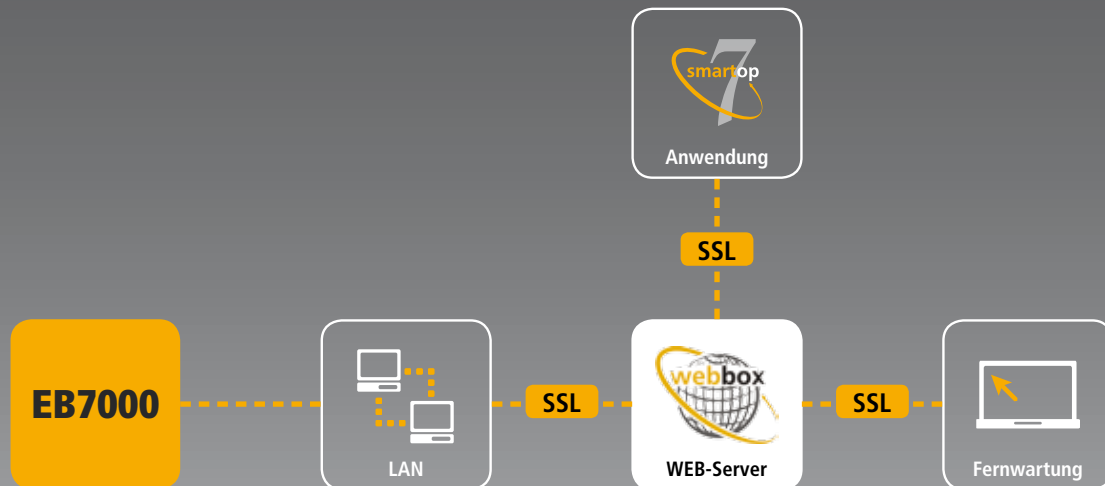 7
smartop
Anwendung
SSL
EB7000
LAN
SSL
webbox
WEB-Server
SSL
Fernwartung